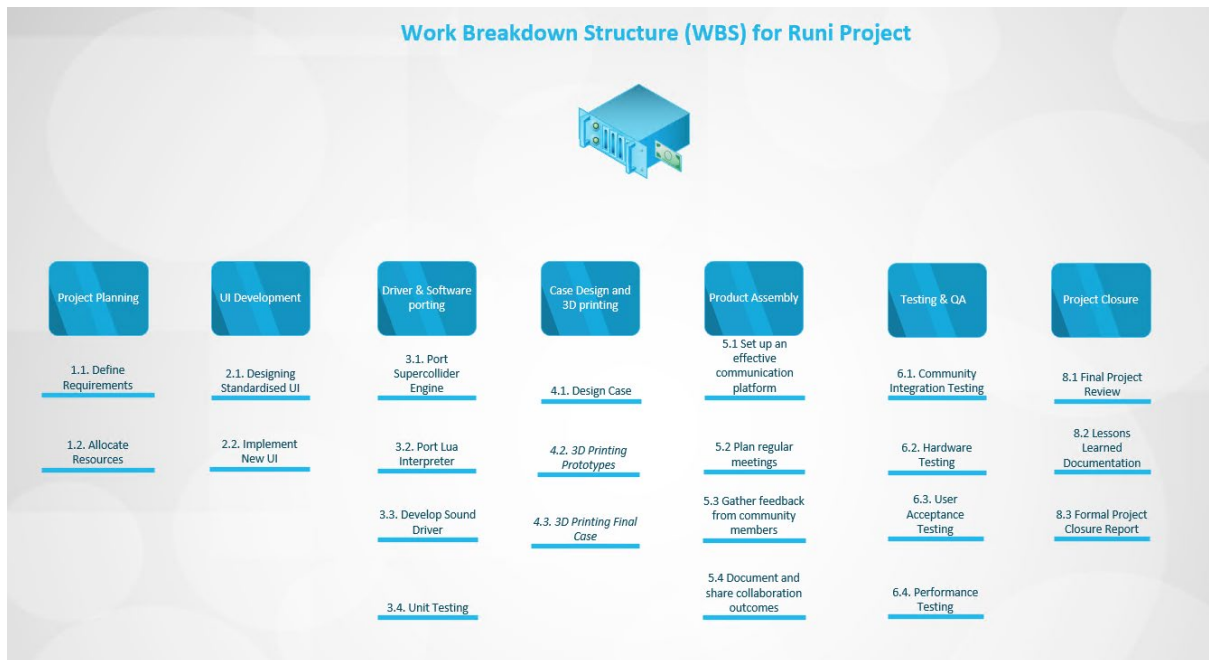 Work Breakdown Structure (WBS) for Runi Project
Project Planning
1.1. Define
Requirements
1.2. Allocate
Resources
UI Development
2.1. Designing
Standardised UI
2.2. Implement
New UI
Driver & Software
porting
3.1. Port
Supercollider
Engine
3.2. Port Lua
Interpreter
3.3. Develop Sound
Driver
3.4. Unit Testing
Case Design and
3D printing
4.1. Design Case
4.2. 3D Printing
Prototypes
4.3. 3D Printing Final
Case
Product Assembly
5.1 Set up an
effective
communication
platform
5.2 Plan regular
meetings
5.3 Gather feedback
from community
members
5.4 Document and
share collaboration
outcomes
Testing & QA
6.1. Community
Integration Testing
6.2. Hardware
Testing
6.3. User
Acceptance
Testing
6.4. Performance
Testing
Project Closure
8.1 Final Project
Review
8.2 Lessons
Learned
Documentation
8.3 Formal Project
Closure Report